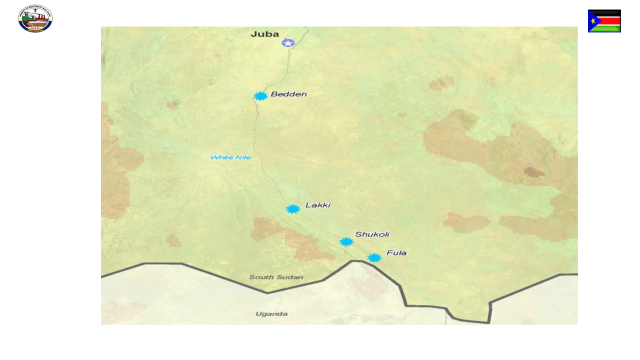 Juba
Bedden
White Nile
Lakki
Shukoli
Fula
South Sudan
Uganda